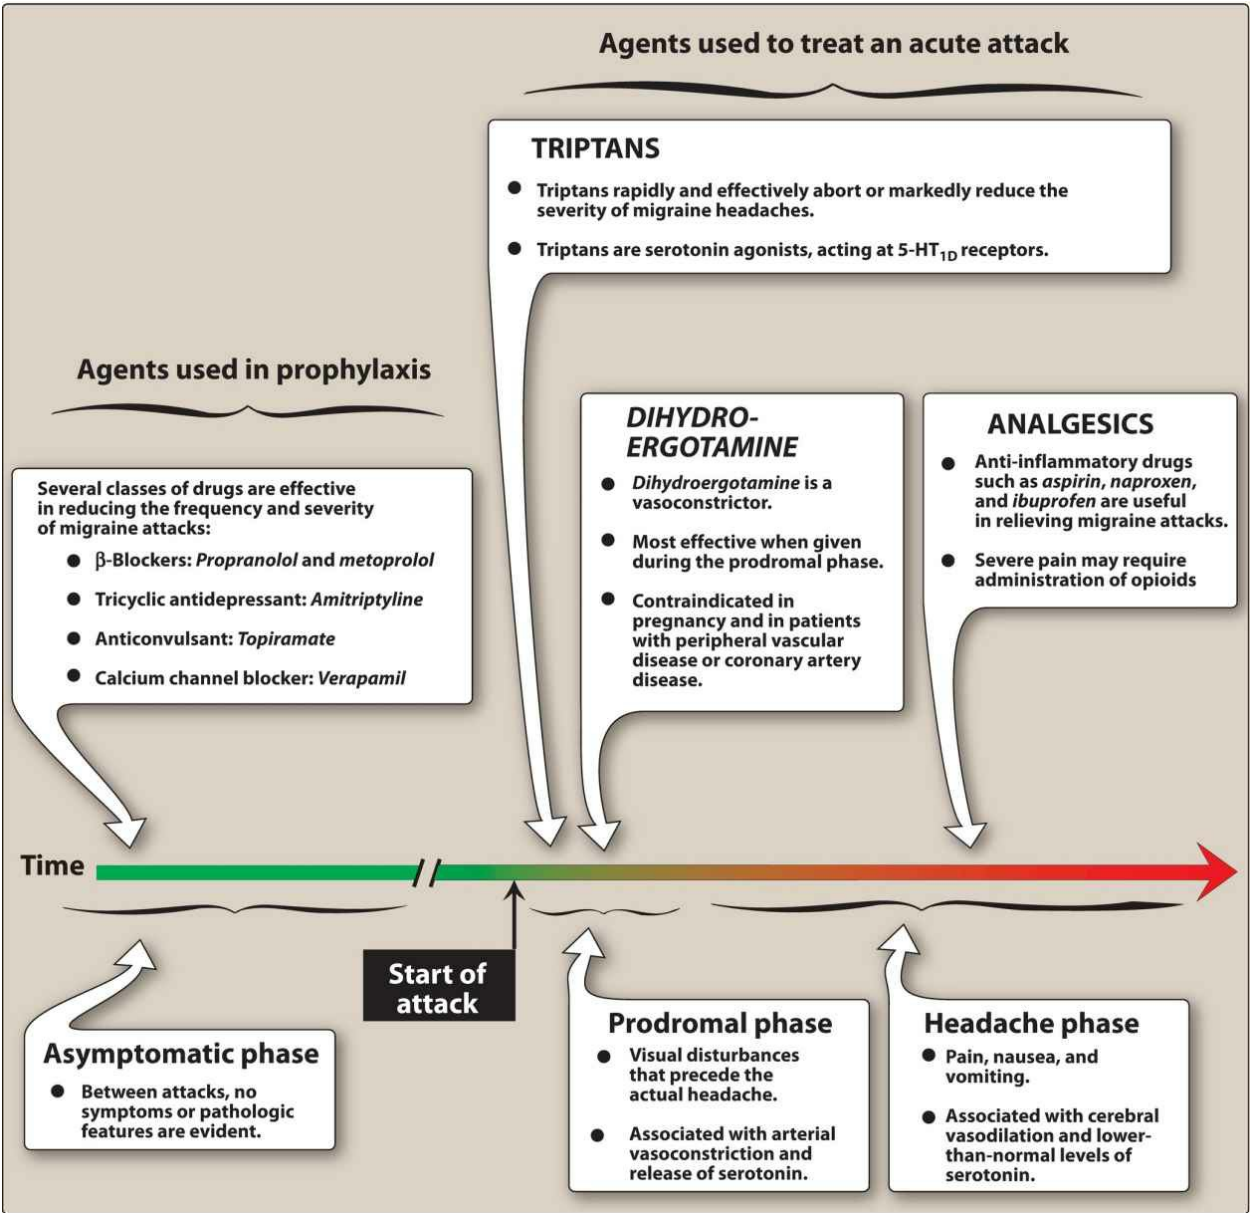 Agents used to treat an acute attack
TRIPTANS
● Triptans rapidly and effectively abort or markedly reduce the
severity of migraine headaches.
● Triptans are serotonin agonists, acting at 5-HT1D receptors.
Agents used in prophylaxis
Several classes of drugs are effective
in reducing the frequency and severity
of migraine attacks:
● β-Blockers: Propranolol and metoprolol
● Tricyclic antidepressant: Amitriptyline
● Anticonvulsant: Topiramate
● Calcium channel blocker: Verapamil
DIHYDRO-
ERGOTAMINE
● Dihydroergotamine is a
vasoconstrictor.
● Most effective when given
during the prodromal phase.
● Contraindicated in
pregnancy and in patients
with peripheral vascular
disease or coronary artery
disease.
ANALGESICS
● Anti-inflammatory drugs
such as aspirin, naproxen,
and ibuprofen are useful
in relieving migraine attacks.
● Severe pain may require
administration of opioids
Time
Start of
attack
Asymptomatic phase
● Between attacks, no
symptoms or pathologic
features are evident.
Prodromal phase
● Visual disturbances
that precede the
actual headache.
● Associated with arterial
vasoconstriction and
release of serotonin.
Headache phase
● Pain, nausea, and
vomiting.
● Associated with cerebral
vasodilation and lower-
than-normal levels of
serotonin.